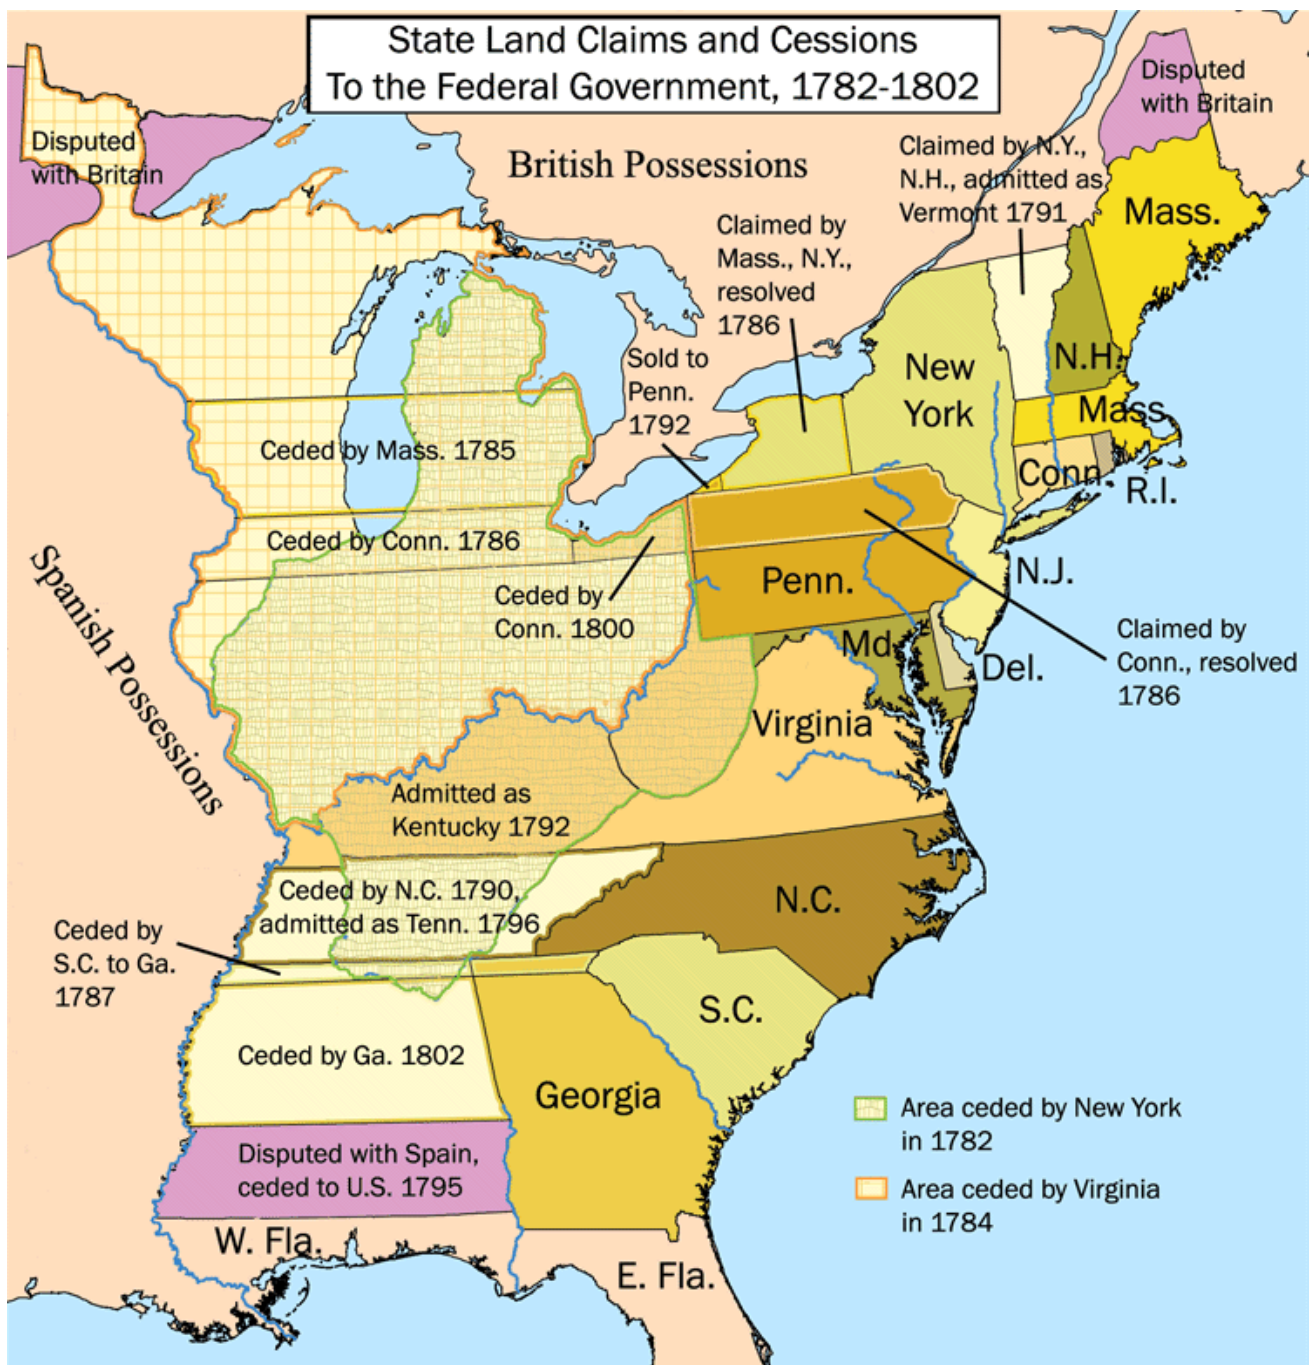 State Land Claims and Cessions
To the Federal Government, 1782-1802
Disputed
with Britain
Disputed
with Britain
British Possessions
Claimed by N.Y.,
N.H., admitted as
Vermont 1791
Mass.
Claimed by
Mass., N.Y.,
resolved
1786
Sold to
Penn.
1792
New
York
N.H.
Mass.
Conn.
R.I.
Ceded by Mass. 1785
Ceded by Conn. 1786
Ceded by
Conn. 1800
Penn.
N.J.
Claimed by
Conn., resolved
1786
Md.
Del.
Spanish Possessions
Virginia
Admitted as
Kentucky 1792
Ceded by N.C. 1790,
admitted as Tenn. 1796
N.C.
Ceded by
S.C. to Ga.
1787
S.C.
Ceded by Ga. 1802
Georgia
Disputed with Spain,
ceded to U.S. 1795
W. Fla.
E. Fla.
Area ceded by New York
in 1782
Area ceded by Virginia
in 1784